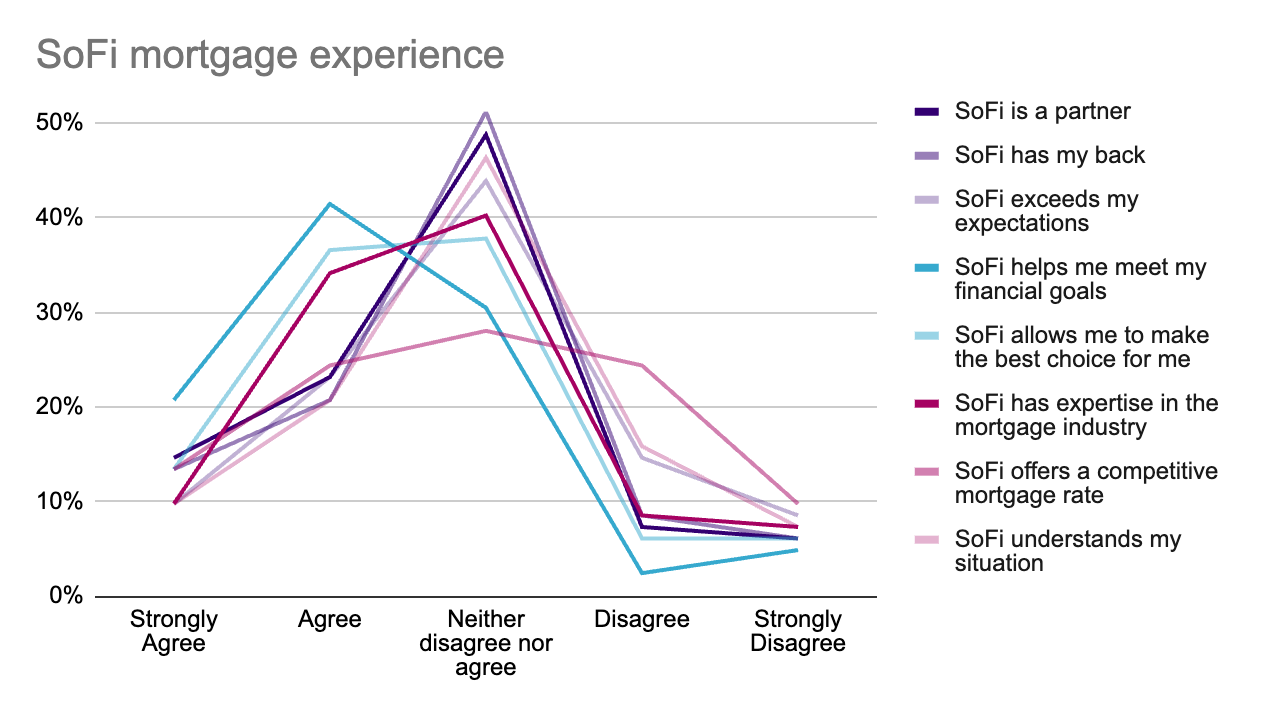 SoFi mortgage experience
50%
40%
30%
20%
10%
0%
Strongly
Agree
Agree
Neither
disagree nor
agree
Disagree
Strongly
Disagree
SoFi is a partner
SoFi has my back
SoFi exceeds my
expectations
SoFi helps me meet my
financial goals
SoFi allows me to make
the best choice for me
SoFi has expertise in the
mortgage industry
SoFi offers a competitive
mortgage rate
SoFi understands my
situation